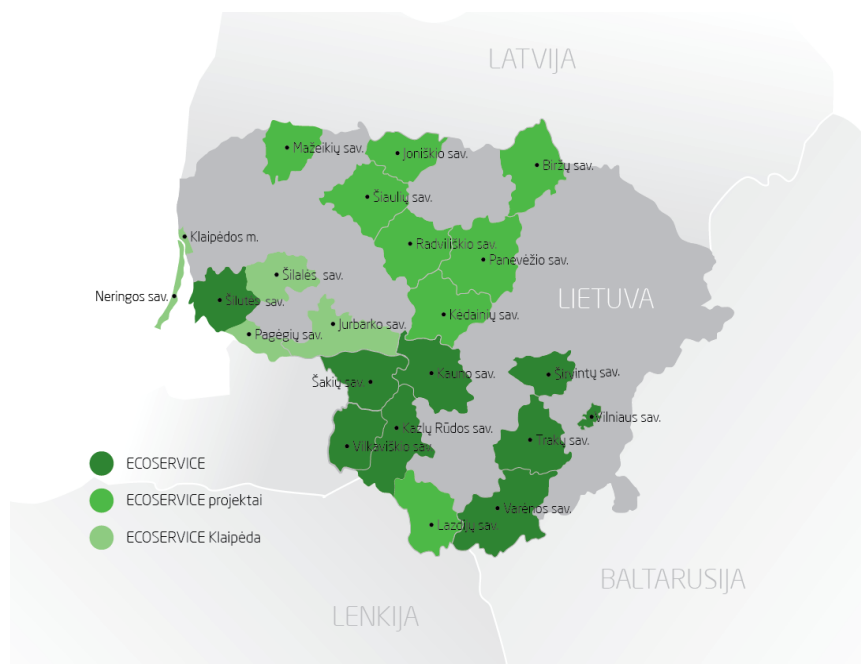 LATVIJA
Mažeikių sav.
Joniškio sav.
Biržų sav.
Šiaulių sav.
Klaipėdos m.
Radviliškio sav.
Panevėžio sav.
Šilalės sav.
Neringos sav.
Šilutės sav.
LIETUVA
Kėdainių sav.
Jurbarko sav.
Pagėgių sav.
Šakių sav.
Kauno sav.
Širvintų sav.
Vilniaus sav.
Kazlų Rūdos sav.
Trakų sav.
Vilkaviškio sav.
ECOSERVICE
ECOSERVICE projektai
Varėnos sav.
Lazdijų sav.
ECOSERVICE Klaipėda
BALTARUSIJA
LENKIJA